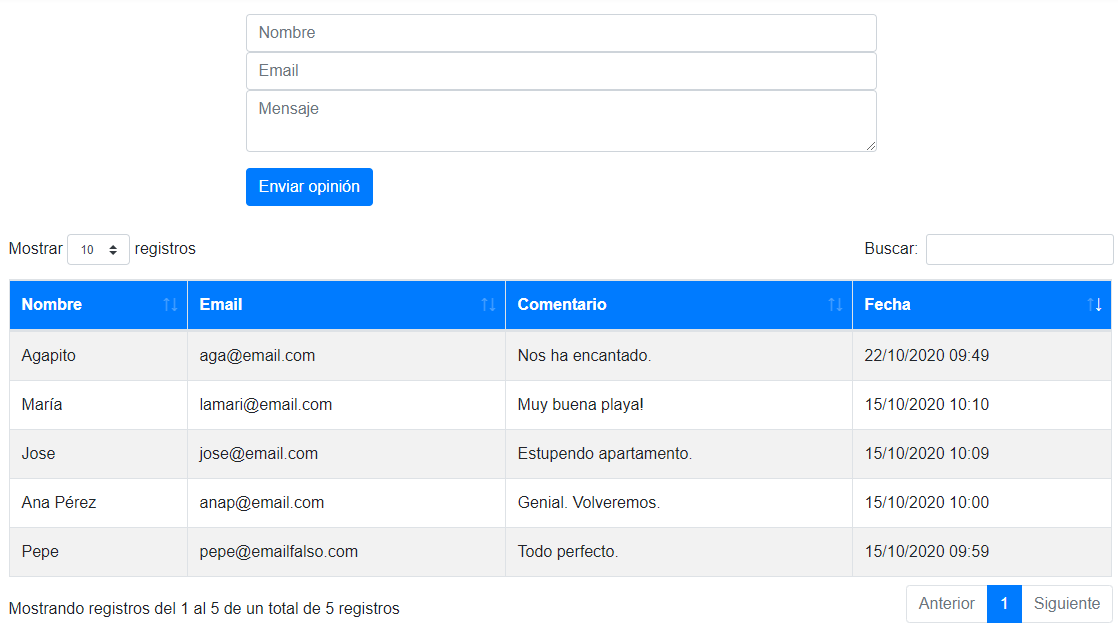 Nombre
Email
Mensaje
Enviar opinión
Mostrar 10 registros Buscar:
Nombre Email Comentario Fecha
Agapito aga@email.com Nos ha encantado. 22/10/2020 09:49
María lamari@email.com Muy buena playa! 15/10/2020 10:10
Jose jose@email.com Estupendo apartamento. 15/10/2020 10:09
Ana Pérez anap@email.com Genial. Volveremos. 15/10/2020 10:00
Pepe pepe@emailfalso.com Todo perfecto. 15/10/2020 09:59
Mostrando registros del 1 al 5 de un total de 5 registros Anterior 1 Siguiente